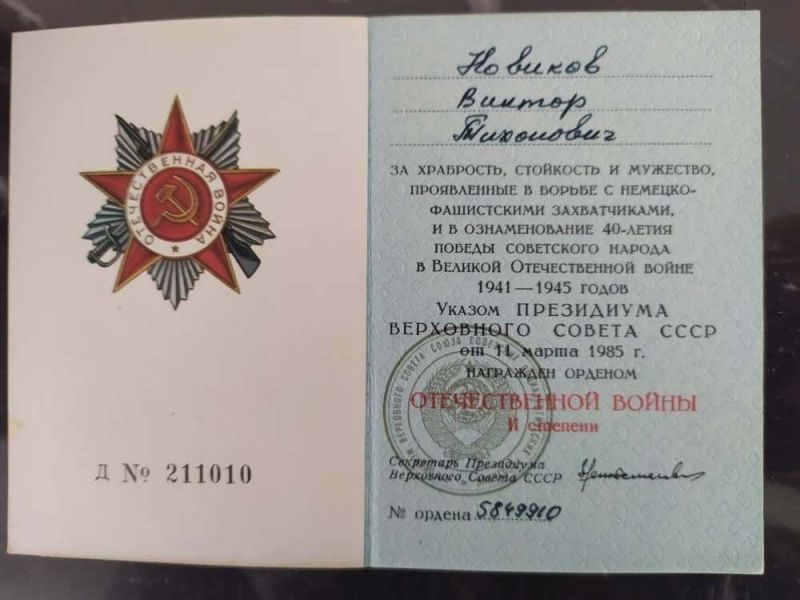 ОТЕЧЕСТВЕННАЯ ВОЙНА
Д № 211010
Новиков
Виктор
Тихонович
ЗА ХРАБРОСТЬ, СТОЙКОСТЬ И МУЖЕСТВО,
ПРОЯВЛЕННЫЕ В БОРЬБЕ С НЕМЕЦКО-
ФАШИСТСКИМИ ЗАХВАТЧИКАМИ,
И В ОЗНАМЕНОВАНИЕ 40-ЛЕТИЯ
ПОБЕДЫ СОВЕТСКОГО НАРОДА
В ВЕЛИКОЙ ОТЕЧЕСТВЕННОЙ ВОЙНЕ
1941—1945 ГОДОВ
УКАЗОМ ПРЕЗИДИУМА
ВЕРХОВНОГО СОВЕТА СССР
от 11 марта 1985 г.
НАГРАЖДЕН ОРДЕНОМ
ОТЕЧЕСТВЕННОЙ ВОЙНЫ
II степени
Секретарь Президиума
Верховного Совета СССР
№ ордена 5849910